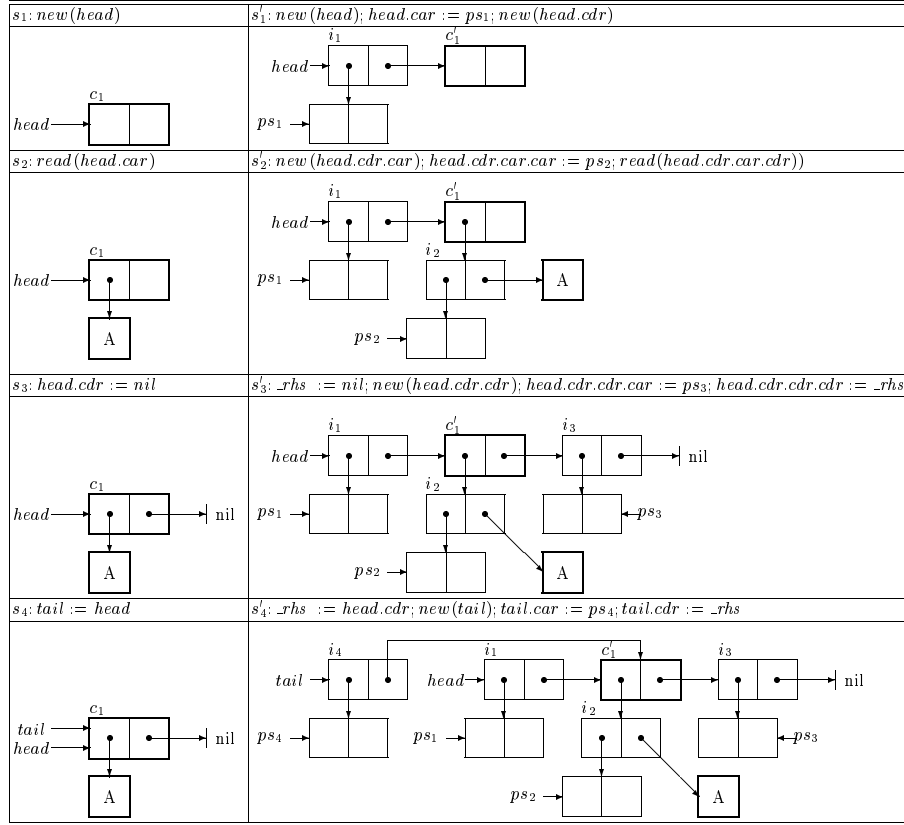 s1: new(head)
s′1: new(head); head.car := ps1; new(head.cdr)
c1
head
i1
c′1
head
ps1
s2: read(head.car)
s′2: new(head.cdr.car); head.cdr.car.car := ps2; read(head.cdr.car.cdr))
c1
head
A
i1
c′1
head
i2
ps1
A
ps2
s3: head.cdr := nil
s′3: _rhs := nil; new(head.cdr.cdr); head.cdr.cdr.car := ps3; head.cdr.cdr.cdr := _rhs
c1
head
nil
A
i1
c′1
i3
head
nil
i2
ps1
ps3
ps2
A
s4: tail := head
s′4: _rhs := head.cdr; new(tail); tail.car := ps4; tail.cdr := _rhs
c1
tail
head
nil
A
i4
i1
c′1
i3
tail
head
nil
i2
ps4
ps1
ps3
ps2
A